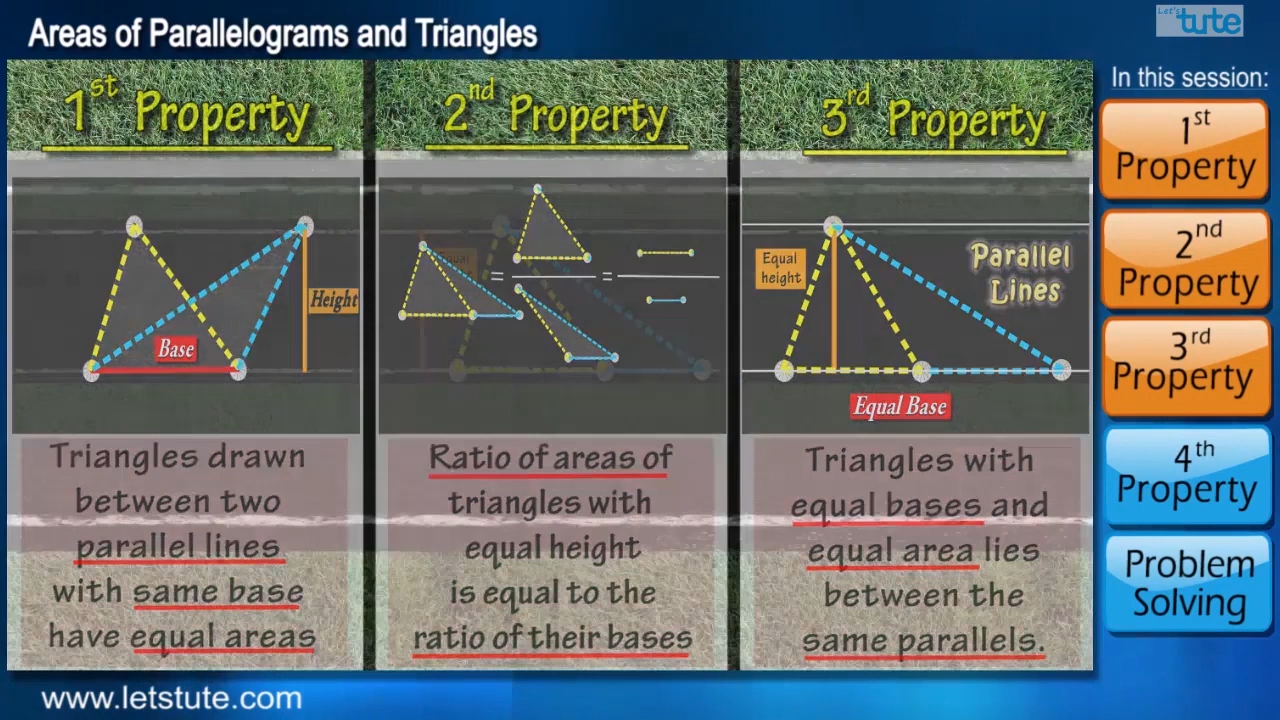 Areas of Parallelograms and Triangles
Let's
tute
In this session:
1st Property
2nd Property
3rd Property
Height
Base
Equal
=
=
Equal
height
Parallel
Lines
Equal Base
Triangles drawn
between two
parallel lines
with same base
have equal areas
Ratio of areas of
triangles with
equal height
is equal to the
ratio of their bases
Triangles with
equal bases and
equal area lies
between the
same parallels.
1st
Property
2nd
Property
3rd
Property
4th
Property
Problem
Solving
www.letstute.com